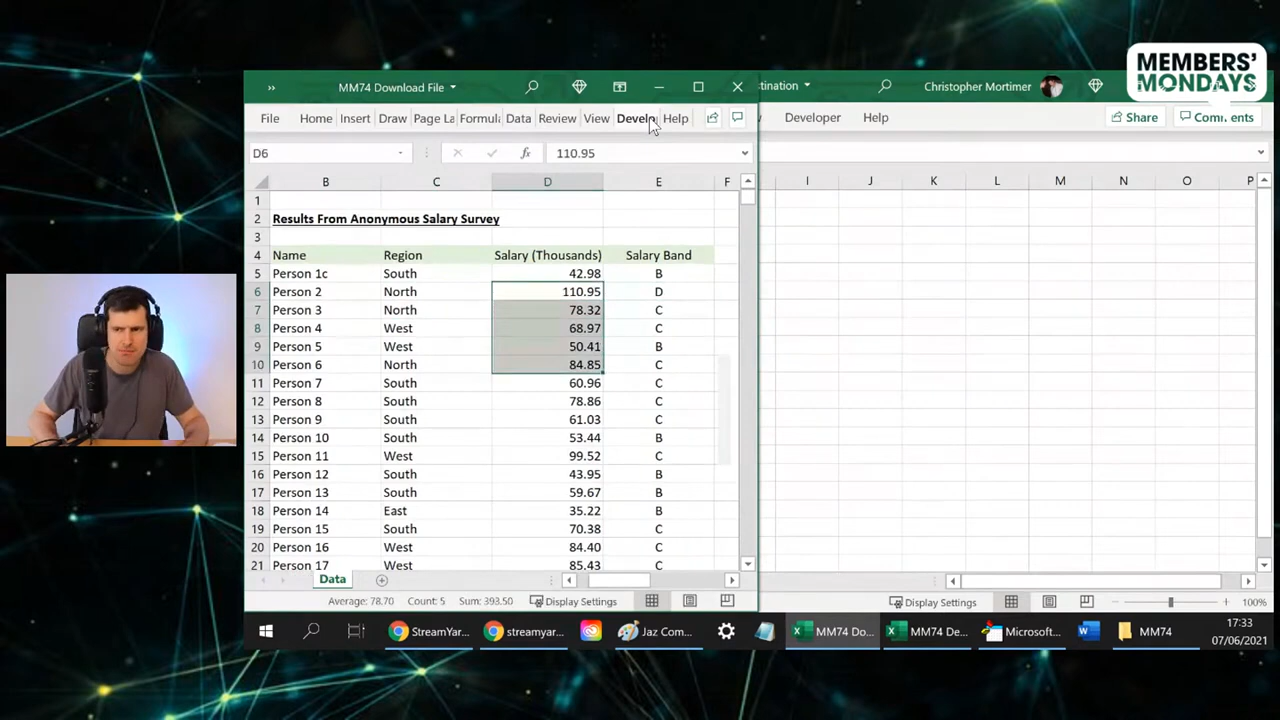 MEMBERS'
MONDAYS
MM74 Download File
tination
Christopher Mortimer
File Home Insert Draw Page La Formula Data Review View Develo Help
Developer Help Share Comments
D6 fx 110.95
B C D E F I J K L M N O P
1
2 Results From Anonymous Salary Survey
3
4 Name Region Salary (Thousands) Salary Band
5 Person 1c South 42.98 B
6 Person 2 North 110.95 D
7 Person 3 North 78.32 C
8 Person 4 West 68.97 C
9 Person 5 West 50.41 B
10 Person 6 North 84.85 C
11 Person 7 South 60.96 C
12 Person 8 South 78.86 C
13 Person 9 South 61.03 C
14 Person 10 South 53.44 B
15 Person 11 West 99.52 C
16 Person 12 South 43.95 B
17 Person 13 South 59.67 B
18 Person 14 East 35.22 B
19 Person 15 South 70.38 C
20 Person 16 West 84.40 C
21 Person 17 West 85.43 C
Data
Average: 78.70 Count: 5 Sum: 393.50 Display Settings
Display Settings 100%
StreamYar... streamyar... Jaz Com... MM74 Do... MM74 De... Microsoft... MM74
17:33
07/06/2021